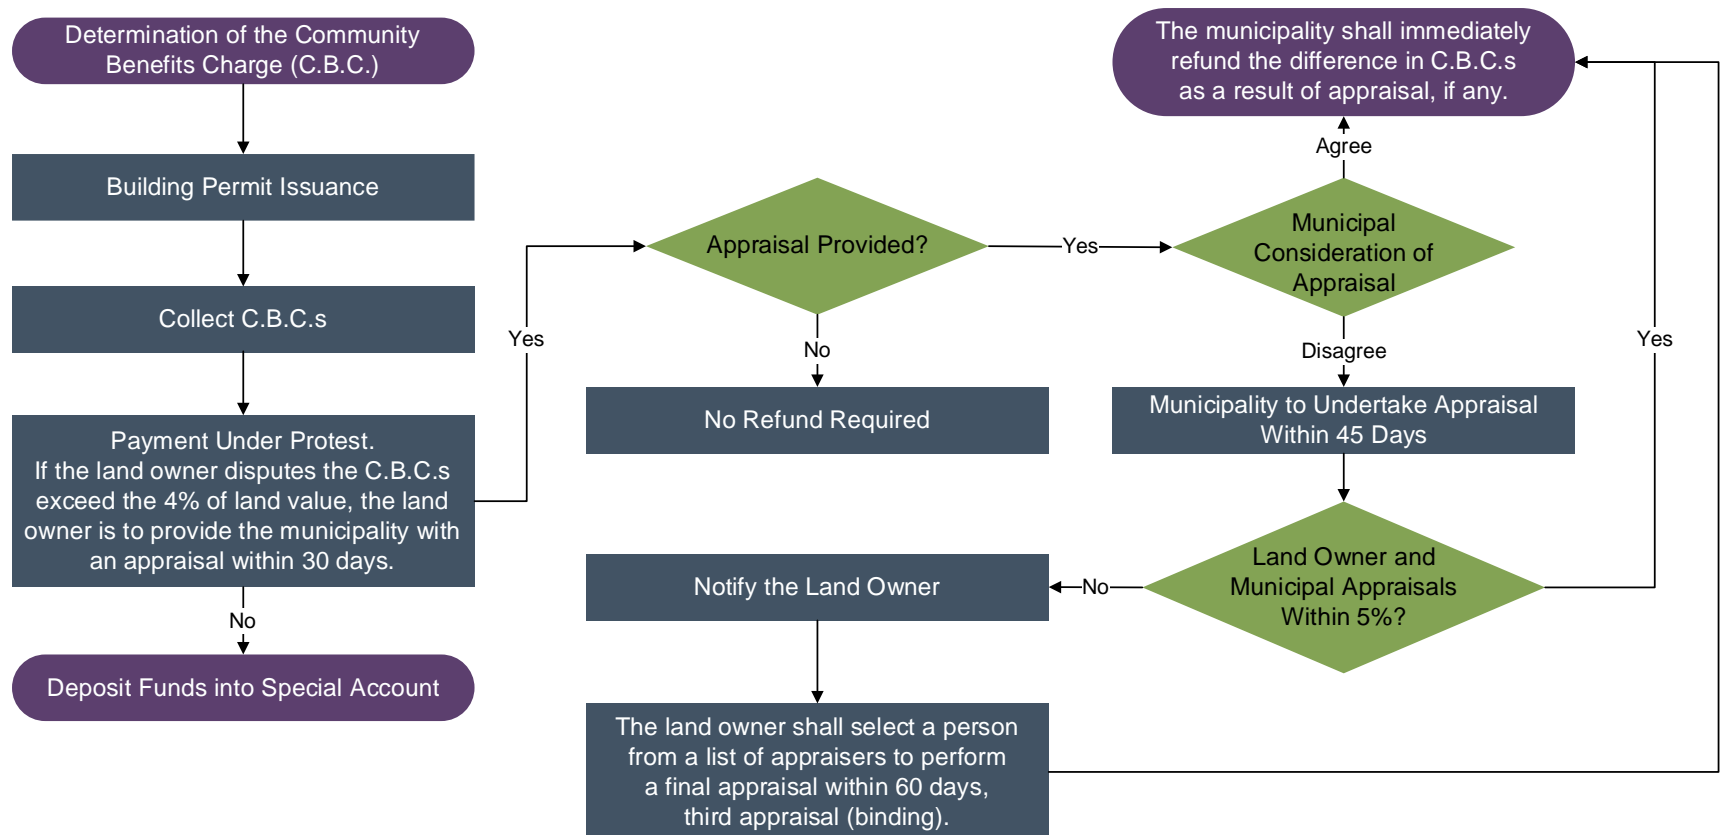 Determination of the Community
Benefits Charge (C.B.C.)
Building Permit Issuance
Collect C.B.C.s
Payment Under Protest.
If the land owner disputes the C.B.C.s
exceed the 4% of land value, the land
owner is to provide the municipality with
an appraisal within 30 days.
No
Deposit Funds into Special Account
Yes
Appraisal Provided?
No
No Refund Required
Yes
Municipal
Consideration of
Appraisal
Agree
The municipality shall immediately
refund the difference in C.B.C.s
as a result of appraisal, if any.
Disagree
Municipality to Undertake Appraisal
Within 45 Days
Land Owner and
Municipal Appraisals
Within 5%?
Yes
No
Notify the Land Owner
The land owner shall select a person
from a list of appraisers to perform
a final appraisal within 60 days,
third appraisal (binding).